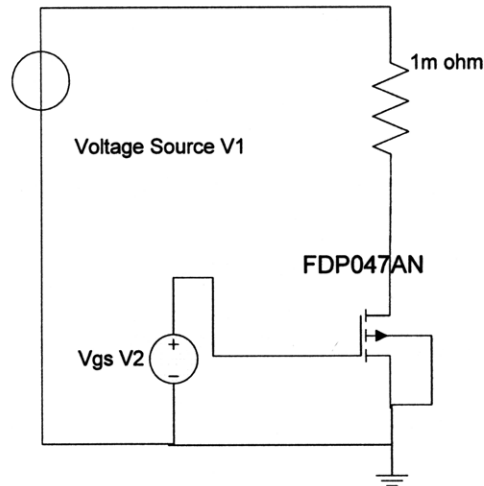 1m ohm
Voltage Source V1
FDP047AN
Vgs V2
+
−